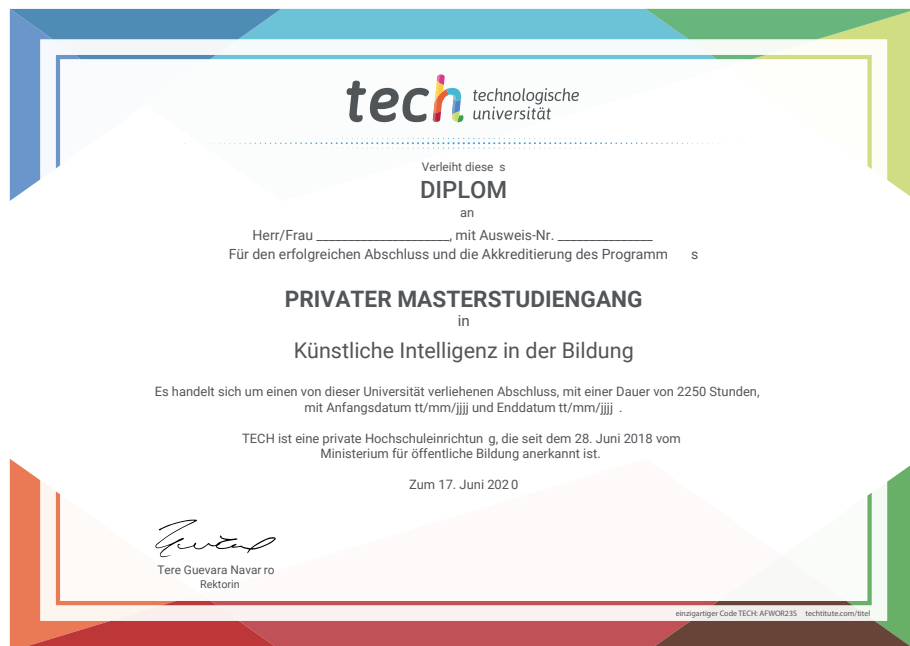 tech technologische
universität
Verleiht diese s
DIPLOM
an
Herr/Frau _____________________, mit Ausweis-Nr. _______________
Für den erfolgreichen Abschluss und die Akkreditierung des Programm s
PRIVATER MASTERSTUDIENGANG
in
Künstliche Intelligenz in der Bildung
Es handelt sich um einen von dieser Universität verliehenen Abschluss, mit einer Dauer von 2250 Stunden,
mit Anfangsdatum tt/mm/jjjj und Enddatum tt/mm/jjjj .
TECH ist eine private Hochschuleinrichtun g, die seit dem 28. Juni 2018 vom
Ministerium für öffentliche Bildung anerkannt ist.
Zum 17. Juni 202 0
Tere Guevara Navar ro
Rektorin
einzigartiger Code TECH: AFWOR23S techtitute.com/titel